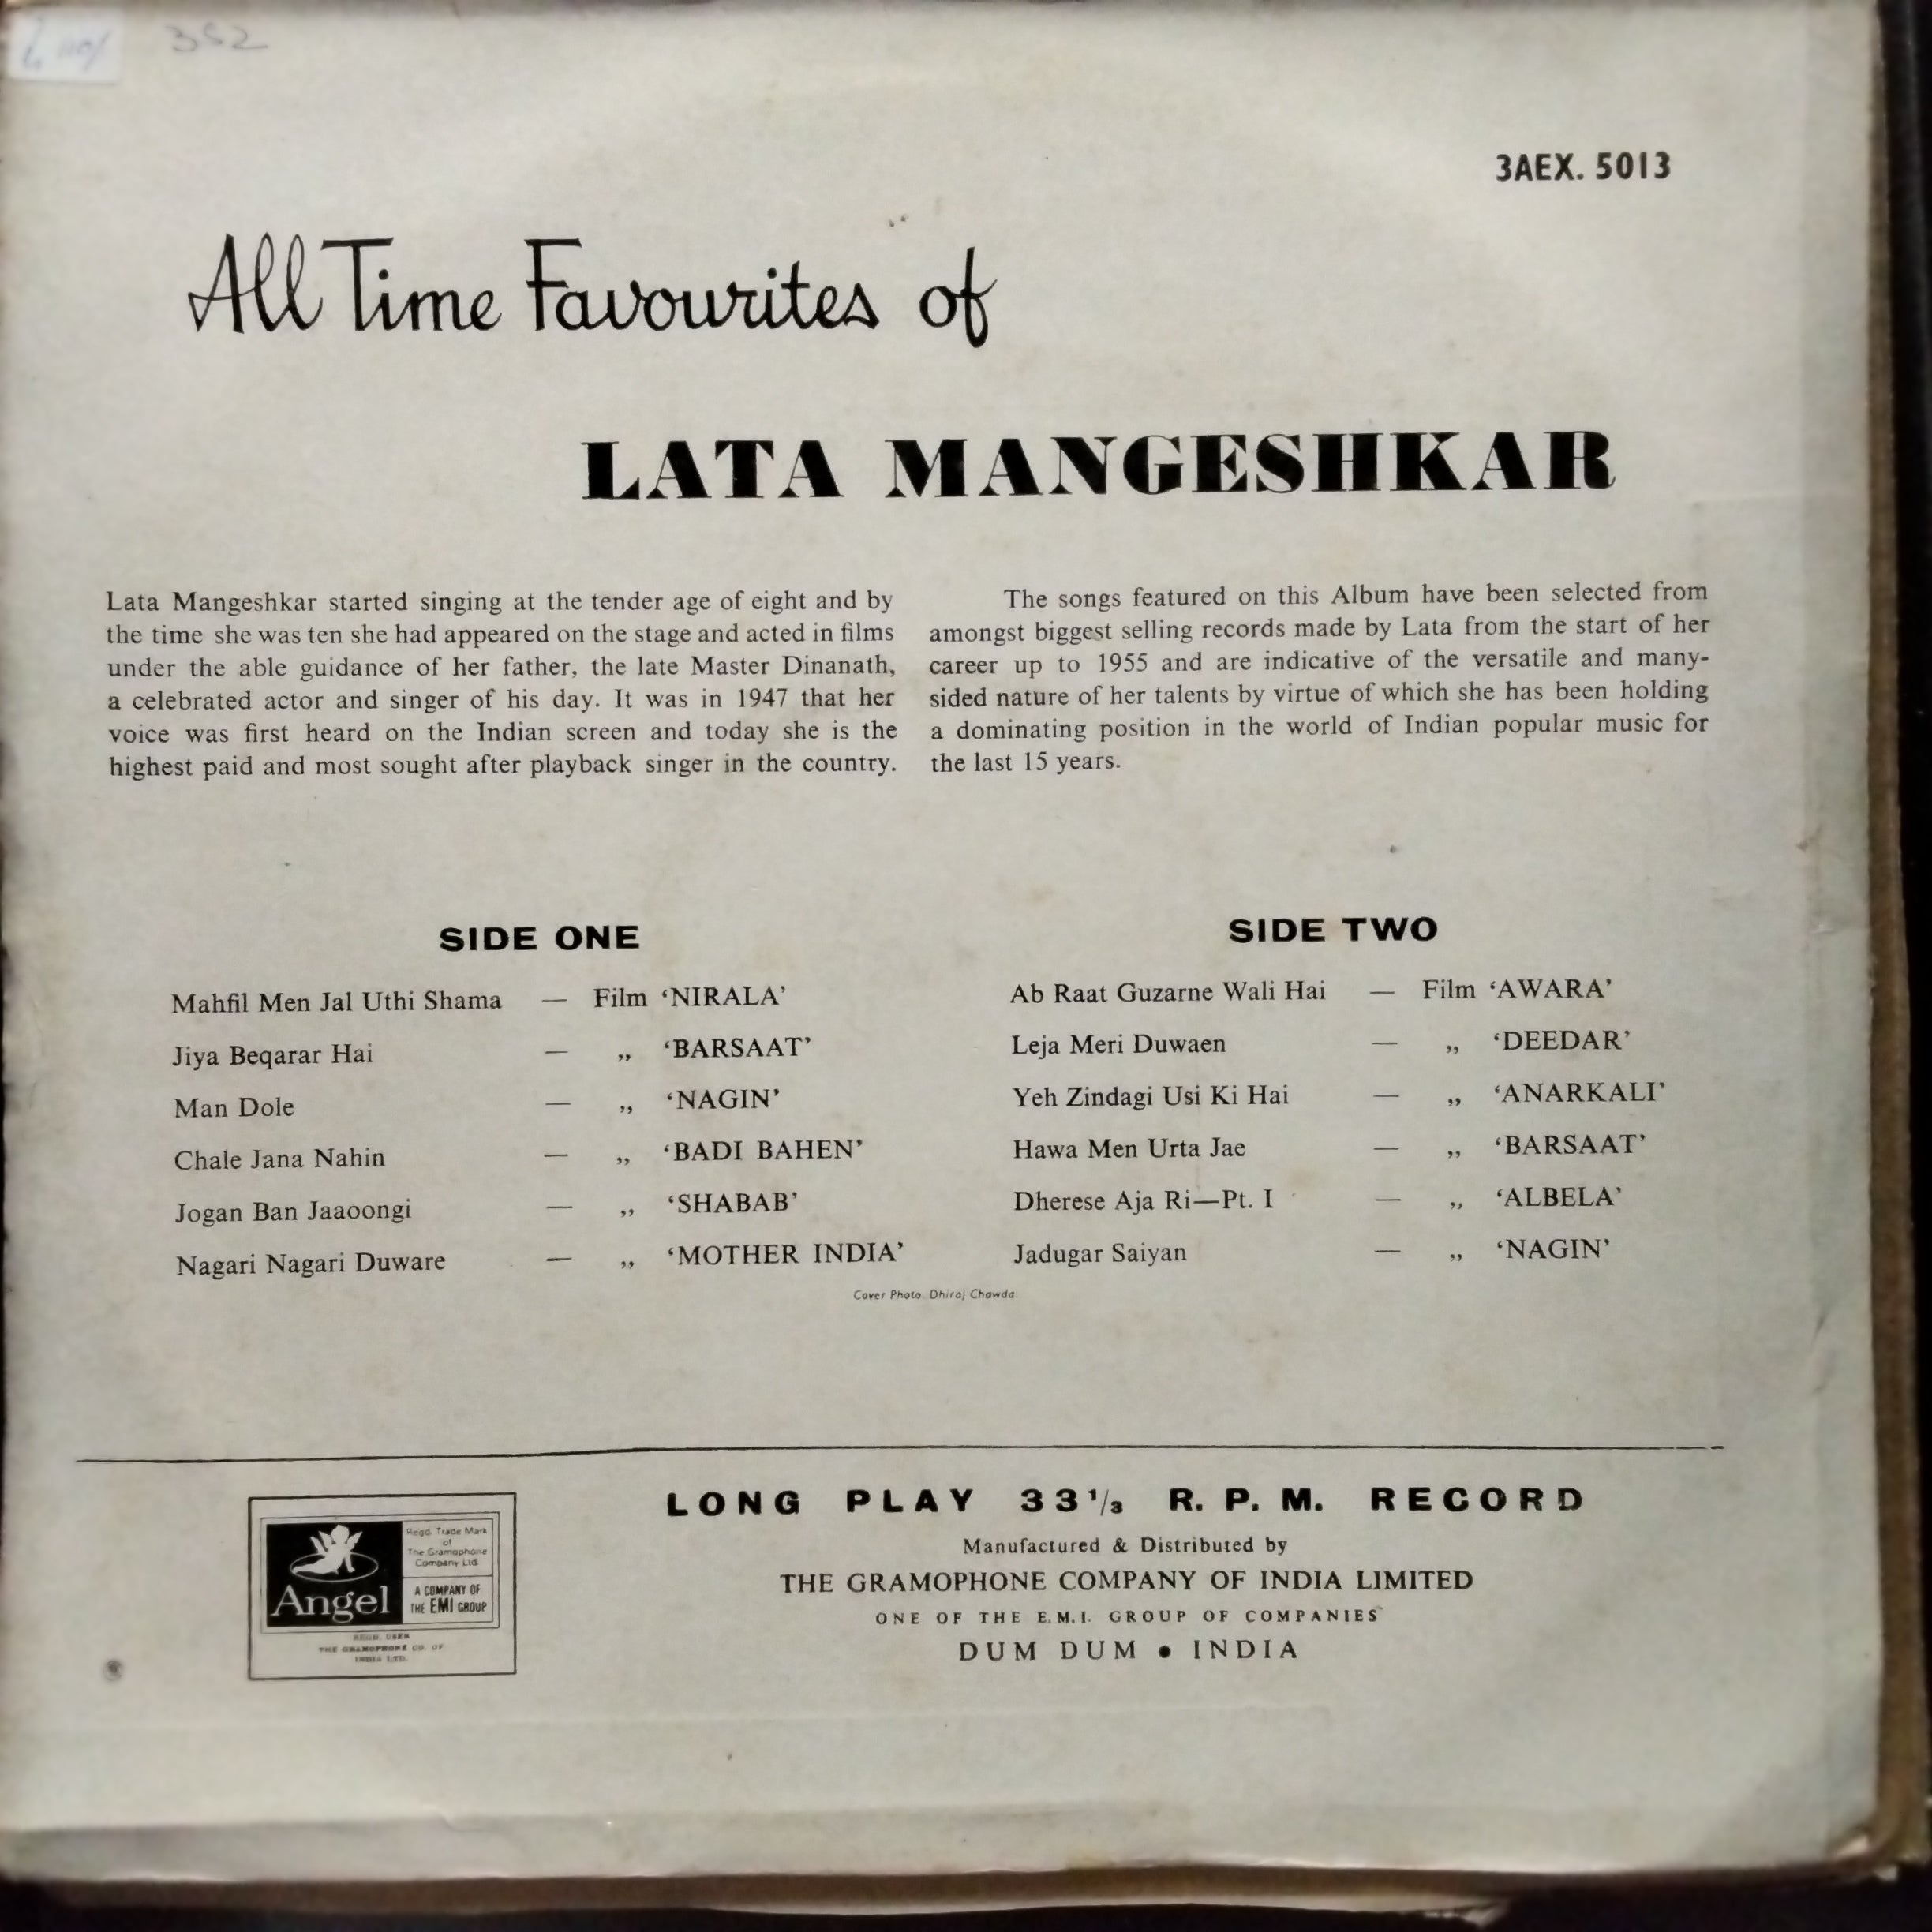 352
3AEX. 5013
All Time Favourites of
LATA MANGESHKAR
Lata Mangeshkar started singing at the tender age of eight and by
the time she was ten she had appeared on the stage and acted in films
under the able guidance of her father, the late Master Dinanath,
a celebrated actor and singer of his day. It was in 1947 that her
voice was first heard on the Indian screen and today she is the
highest paid and most sought after playback singer in the country.
The songs featured on this Album have been selected from
amongst biggest selling records made by Lata from the start of her
career up to 1955 and are indicative of the versatile and many-
sided nature of her talents by virtue of which she has been holding
a dominating position in the world of Indian popular music for
the last 15 years.
SIDE ONE
Mahfil Men Jal Uthi Shama — Film ‘NIRALA’
Jiya Beqarar Hai — „ ‘BARSAAT’
Man Dole — „ ‘NAGIN’
Chale Jana Nahin — „ ‘BADI BAHEN’
Jogan Ban Jaaoongi — „ ‘SHABAB’
Nagari Nagari Duware — „ ‘MOTHER INDIA’
SIDE TWO
Ab Raat Guzarne Wali Hai — Film ‘AWARA’
Leja Meri Duwaen — „ ‘DEEDAR’
Yeh Zindagi Usi Ki Hai — „ ‘ANARKALI’
Hawa Men Urta Jae — „ ‘BARSAAT’
Dherese Aja Ri—Pt. I — „ ‘ALBELA’
Jadugar Saiyan — „ ‘NAGIN’
Cover Photo Dhiraj Chawda
Angel
Regd. Trade Mark
of
The Gramophone
Company Ltd.
A COMPANY OF
THE EMI GROUP
REGD. USER
THE GRAMOPHONE CO. OF
INDIA LTD.
LONG PLAY 33⅓ R. P. M. RECORD
Manufactured & Distributed by
THE GRAMOPHONE COMPANY OF INDIA LIMITED
ONE OF THE E.M.I. GROUP OF COMPANIES
DUM DUM • INDIA